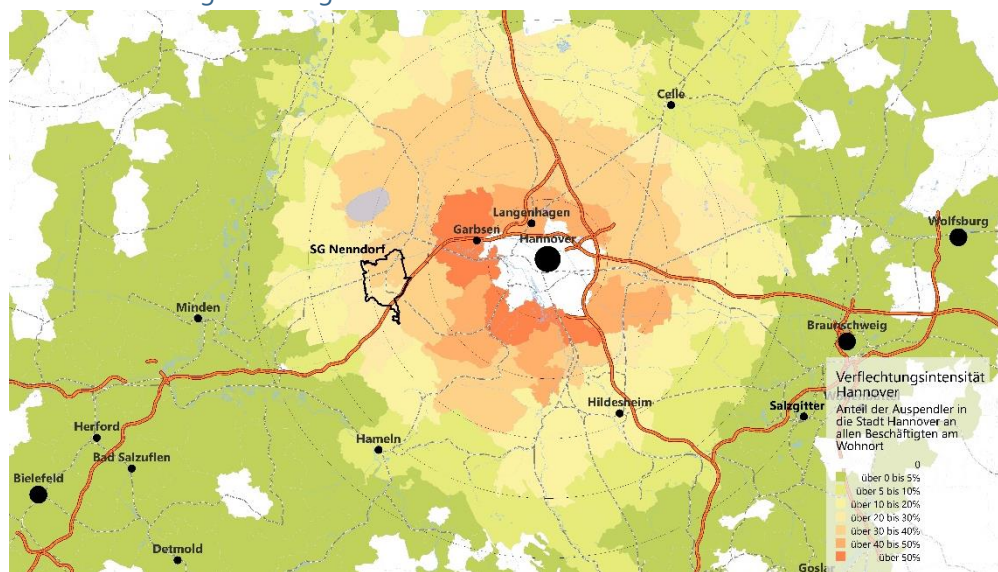 Celle
Langenhagen
Garbsen
Wolfsburg
Hannover
SG Nenndorf
Minden
Braunschweig
Verflechtungsintensität
Hannover
Anteil der Auspendler in
die Stadt Hannover an
allen Beschäftigten am
Wohnort
0
über 0 bis 5%
über 5 bis 10%
über 10 bis 20%
über 20 bis 30%
über 30 bis 40%
über 40 bis 50%
über 50%
Hildesheim
Salzgitter
Herford
Hameln
Bad Salzuflen
Bielefeld
Detmold
Goslar